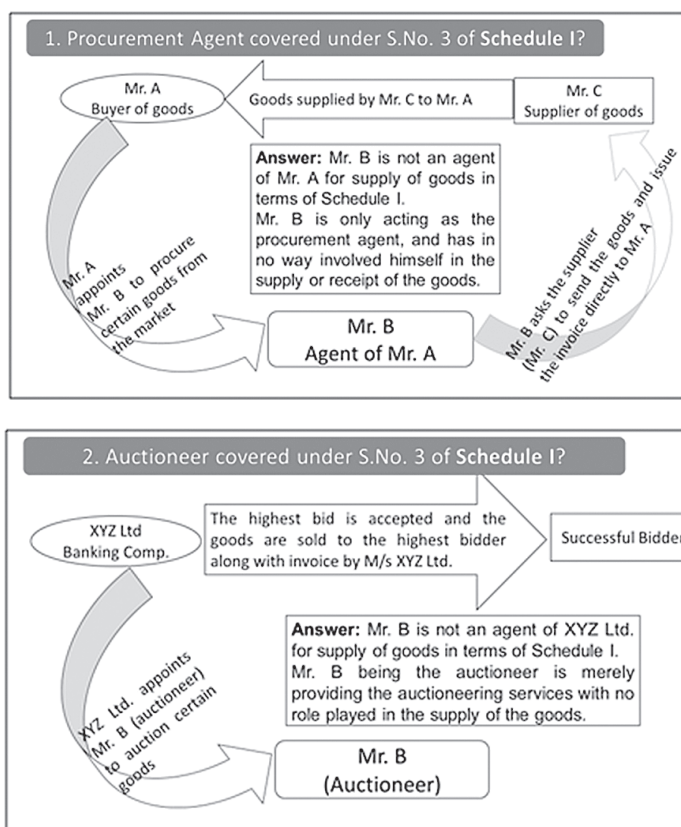 1. Procurement Agent covered under S.No. 3 of Schedule I?
Mr. A
Buyer of goods
Goods supplied by Mr. C to Mr. A
Mr. C
Supplier of goods
Answer: Mr. B is not an agent
of Mr. A for supply of goods in
terms of Schedule I.
Mr. B is only acting as the
procurement agent, and has in
no way involved himself in the
supply or receipt of the goods.
Mr. A
appoints
Mr. B to procure
certain goods from
the market
Mr. B
Agent of Mr. A
Mr. B asks the supplier
(Mr. C) to send the goods and issue
the invoice directly to Mr. A
2. Auctioneer covered under S.No. 3 of Schedule I?
XYZ Ltd
Banking Comp.
The highest bid is accepted and the
goods are sold to the highest bidder
along with invoice by M/s XYZ Ltd.
Successful Bidder
Answer: Mr. B is not an agent of XYZ Ltd.
for supply of goods in terms of Schedule I.
Mr. B being the auctioneer is merely
providing the auctioneering services with no
role played in the supply of the goods.
XYZ Ltd. appoints
Mr. B (auctioneer)
to auction certain
goods
Mr. B
(Auctioneer)